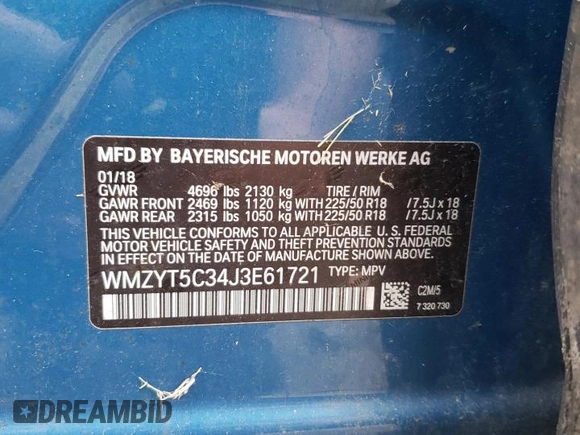 MFD BY BAYERISCHE MOTOREN WERKE AG
01/18
GVWR 4696 lbs 2130 kg TIRE / RIM
GAWR FRONT 2469 lbs 1120 kg WITH 225/50 R18 /7.5J x 18
GAWR REAR 2315 lbs 1050 kg WITH 225/50 R18 /7.5J x 18
THIS VEHICLE CONFORMS TO ALL APPLICABLE U. S. FEDERAL
MOTOR VEHICLE SAFETY AND THEFT PREVENTION STANDARDS
IN EFFECT ON THE DATE OF MANUFACTURE SHOWN ABOVE.
WMZYT5C34J3E61721 TYPE: MPV
C2M/5
7 320 730
DREAMBID